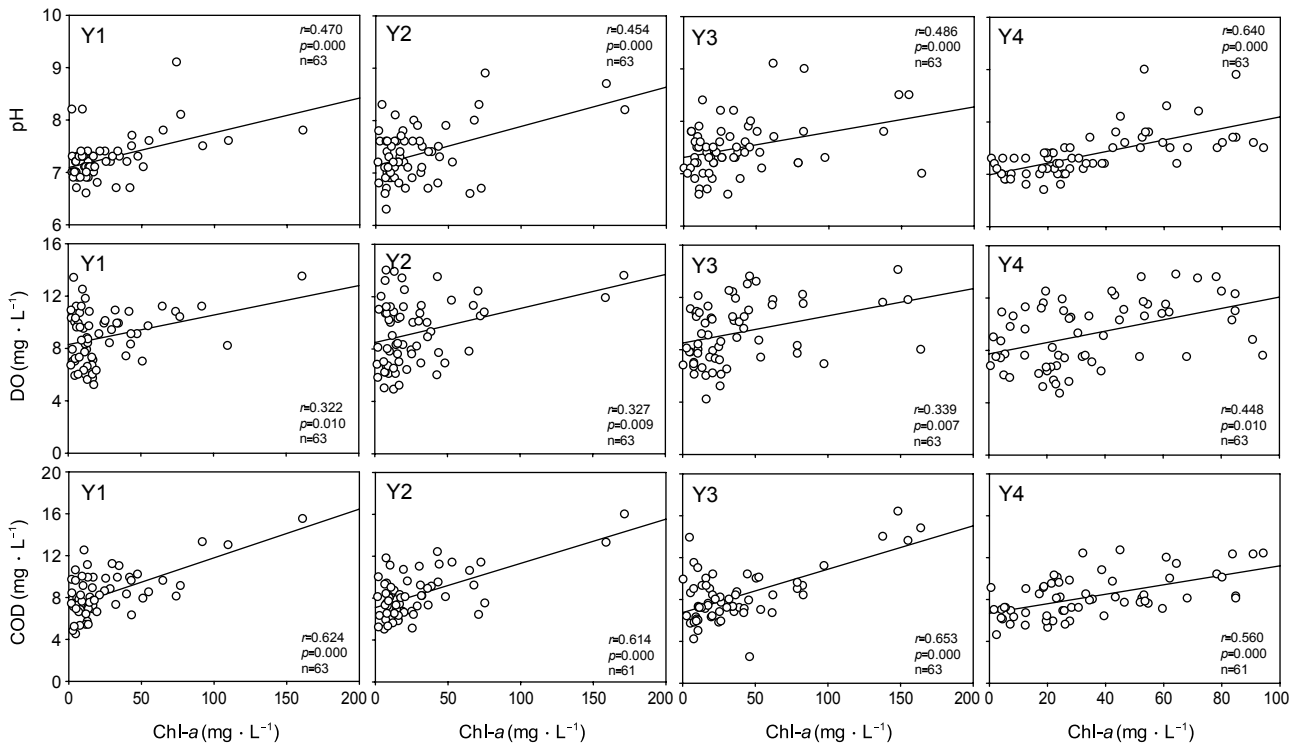 10
9
8
7
6
pH
Y1
r=0.470
p=0.000
n=63
Y2
r=0.454
p=0.000
n=63
Y3
r=0.486
p=0.000
n=63
Y4
r=0.640
p=0.000
n=63
16
12
8
4
0
DO (mg · L⁻¹)
Y1
r=0.322
p=0.010
n=63
Y2
r=0.327
p=0.009
n=63
Y3
r=0.339
p=0.007
n=63
Y4
r=0.448
p=0.010
n=63
20
16
12
8
4
0
COD (mg · L⁻¹)
Y1
r=0.624
p=0.000
n=63
Y2
r=0.614
p=0.000
n=61
Y3
r=0.653
p=0.000
n=63
Y4
r=0.560
p=0.000
n=61
0 50 100 150 200
0 50 100 150 200
0 50 100 150 200
0 20 40 60 80 100
Chl-a (mg · L⁻¹)
Chl-a (mg · L⁻¹)
Chl-a (mg · L⁻¹)
Chl-a (mg · L⁻¹)